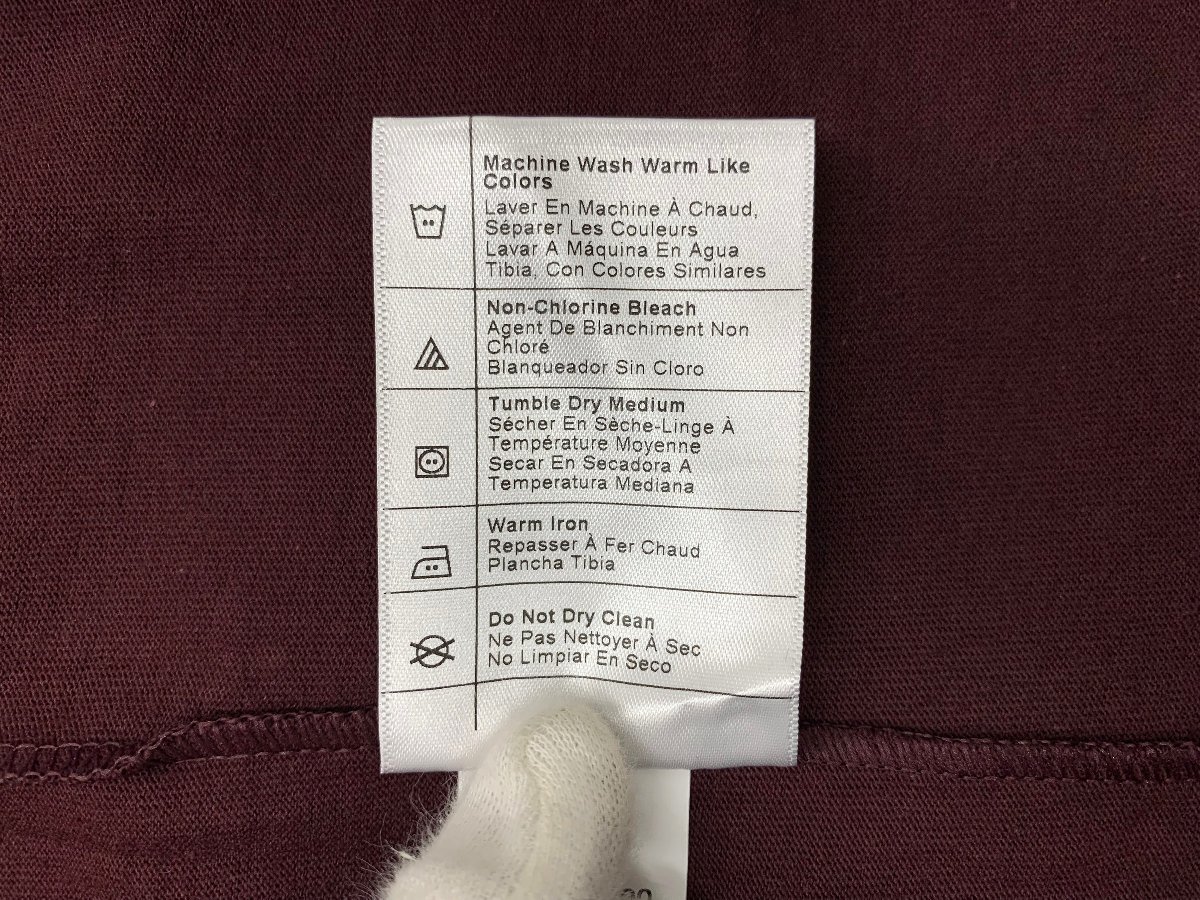 Machine Wash Warm Like
Colors
Laver En Machine À Chaud,
Séparer Les Couleurs
Lavar A Máquina En Agua
Tibia, Con Colores Similares
Non-Chlorine Bleach
Agent De Blanchiment Non
Chloré
Blanqueador Sin Cloro
Tumble Dry Medium
Sécher En Sèche-Linge À
Température Moyenne
Secar En Secadora A
Temperatura Mediana
Warm Iron
Repasser À Fer Chaud
Plancha Tibia
Do Not Dry Clean
Ne Pas Nettoyer À Sec
No Limpiar En Seco